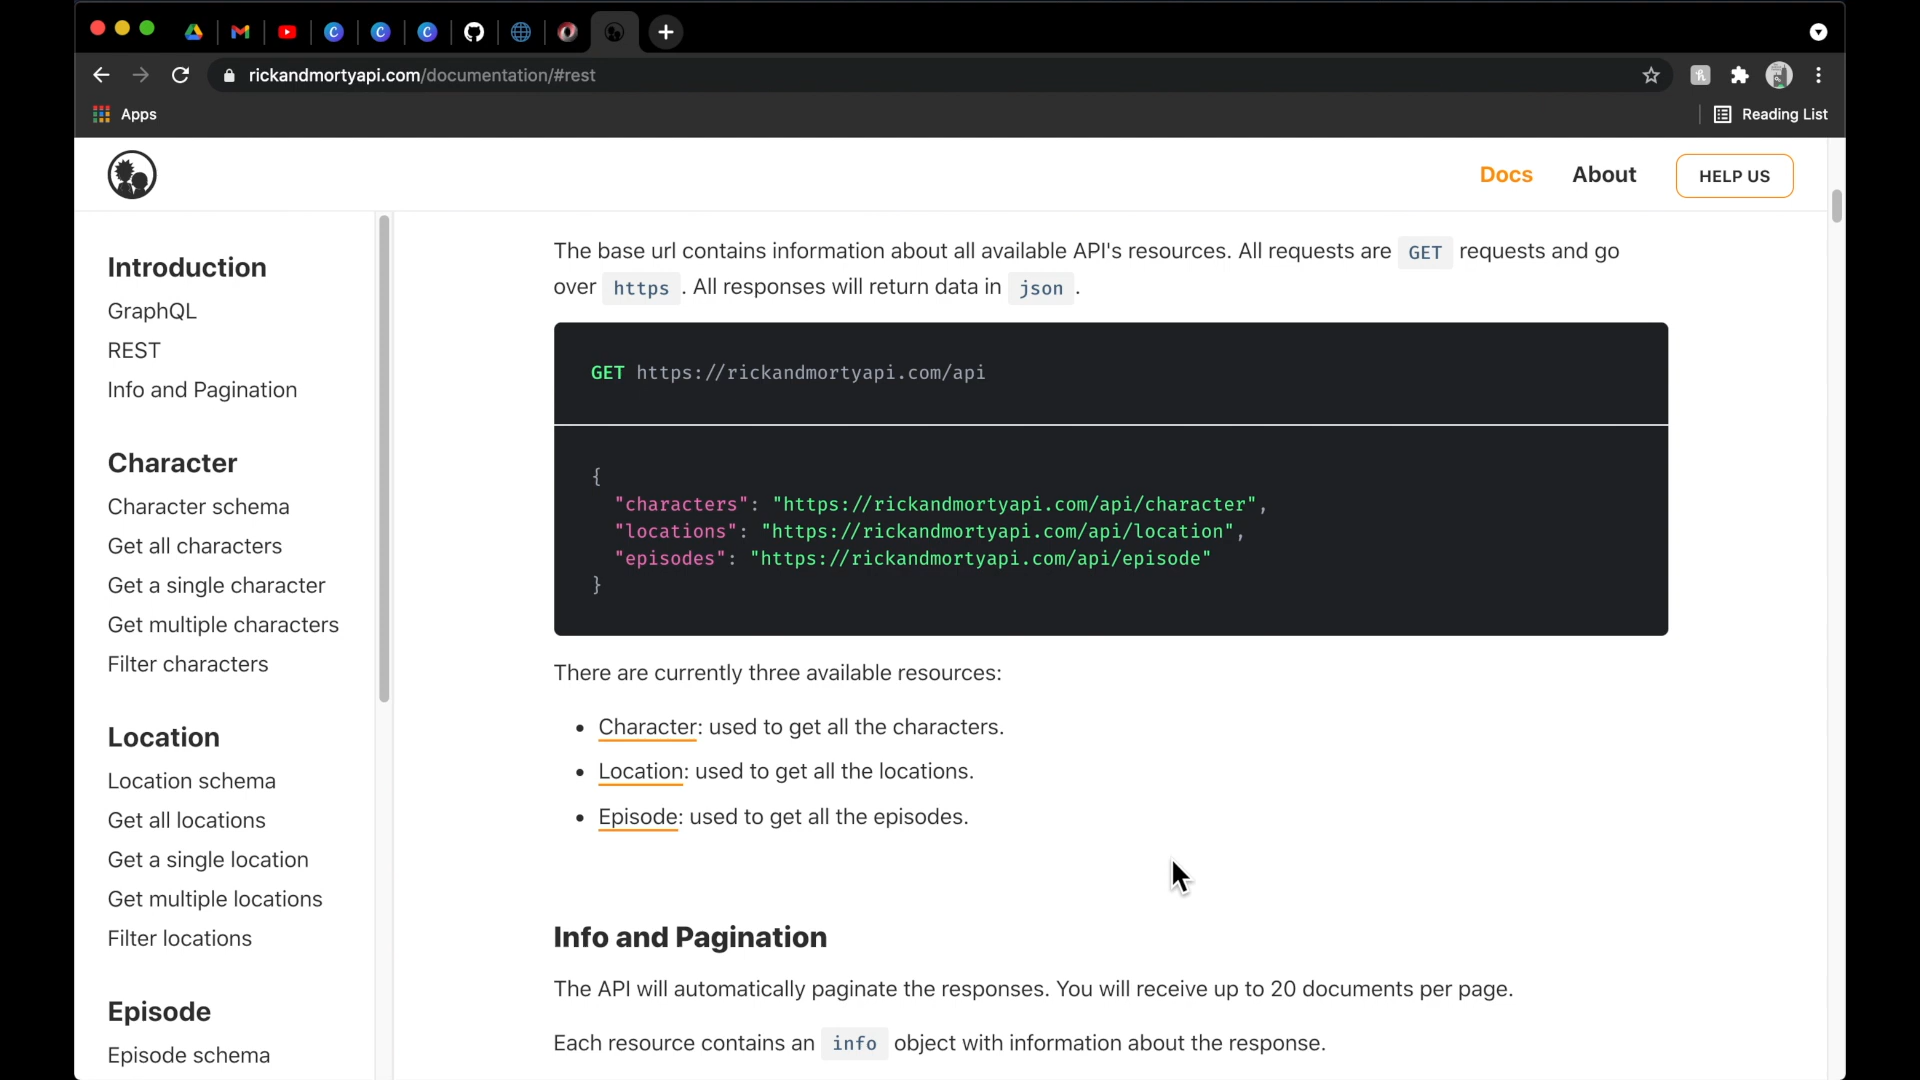 rickandmortyapi.com/documentation/#rest
Apps
Reading List
Docs
About
HELP US
Introduction
GraphQL
REST
Info and Pagination
Character
Character schema
Get all characters
Get a single character
Get multiple characters
Filter characters
Location
Location schema
Get all locations
Get a single location
Get multiple locations
Filter locations
Episode
Episode schema
The base url contains information about all available API's resources. All requests are GET requests and go
over https . All responses will return data in json .
GET https://rickandmortyapi.com/api
{
"characters": "https://rickandmortyapi.com/api/character",
"locations": "https://rickandmortyapi.com/api/location",
"episodes": "https://rickandmortyapi.com/api/episode"
}
There are currently three available resources:
• Character: used to get all the characters.
• Location: used to get all the locations.
• Episode: used to get all the episodes.
Info and Pagination
The API will automatically paginate the responses. You will receive up to 20 documents per page.
Each resource contains an info object with information about the response.